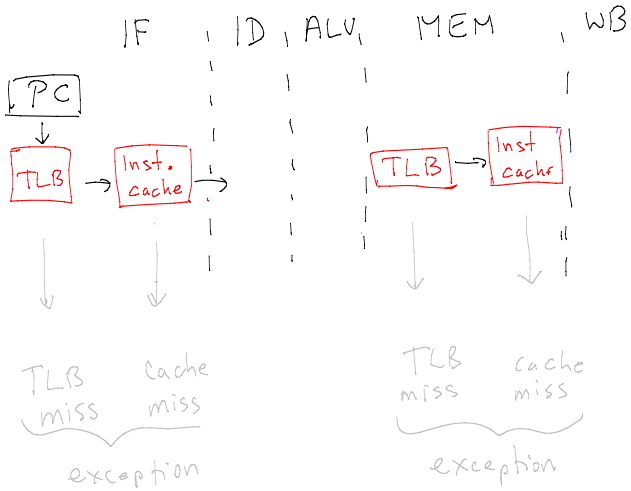 IF ID ALU MEM WB
PC
TLB
Inst.
cache
TLB
Inst
cache
TLB
miss
cache
miss
exception
TLB
miss
cache
miss
exception